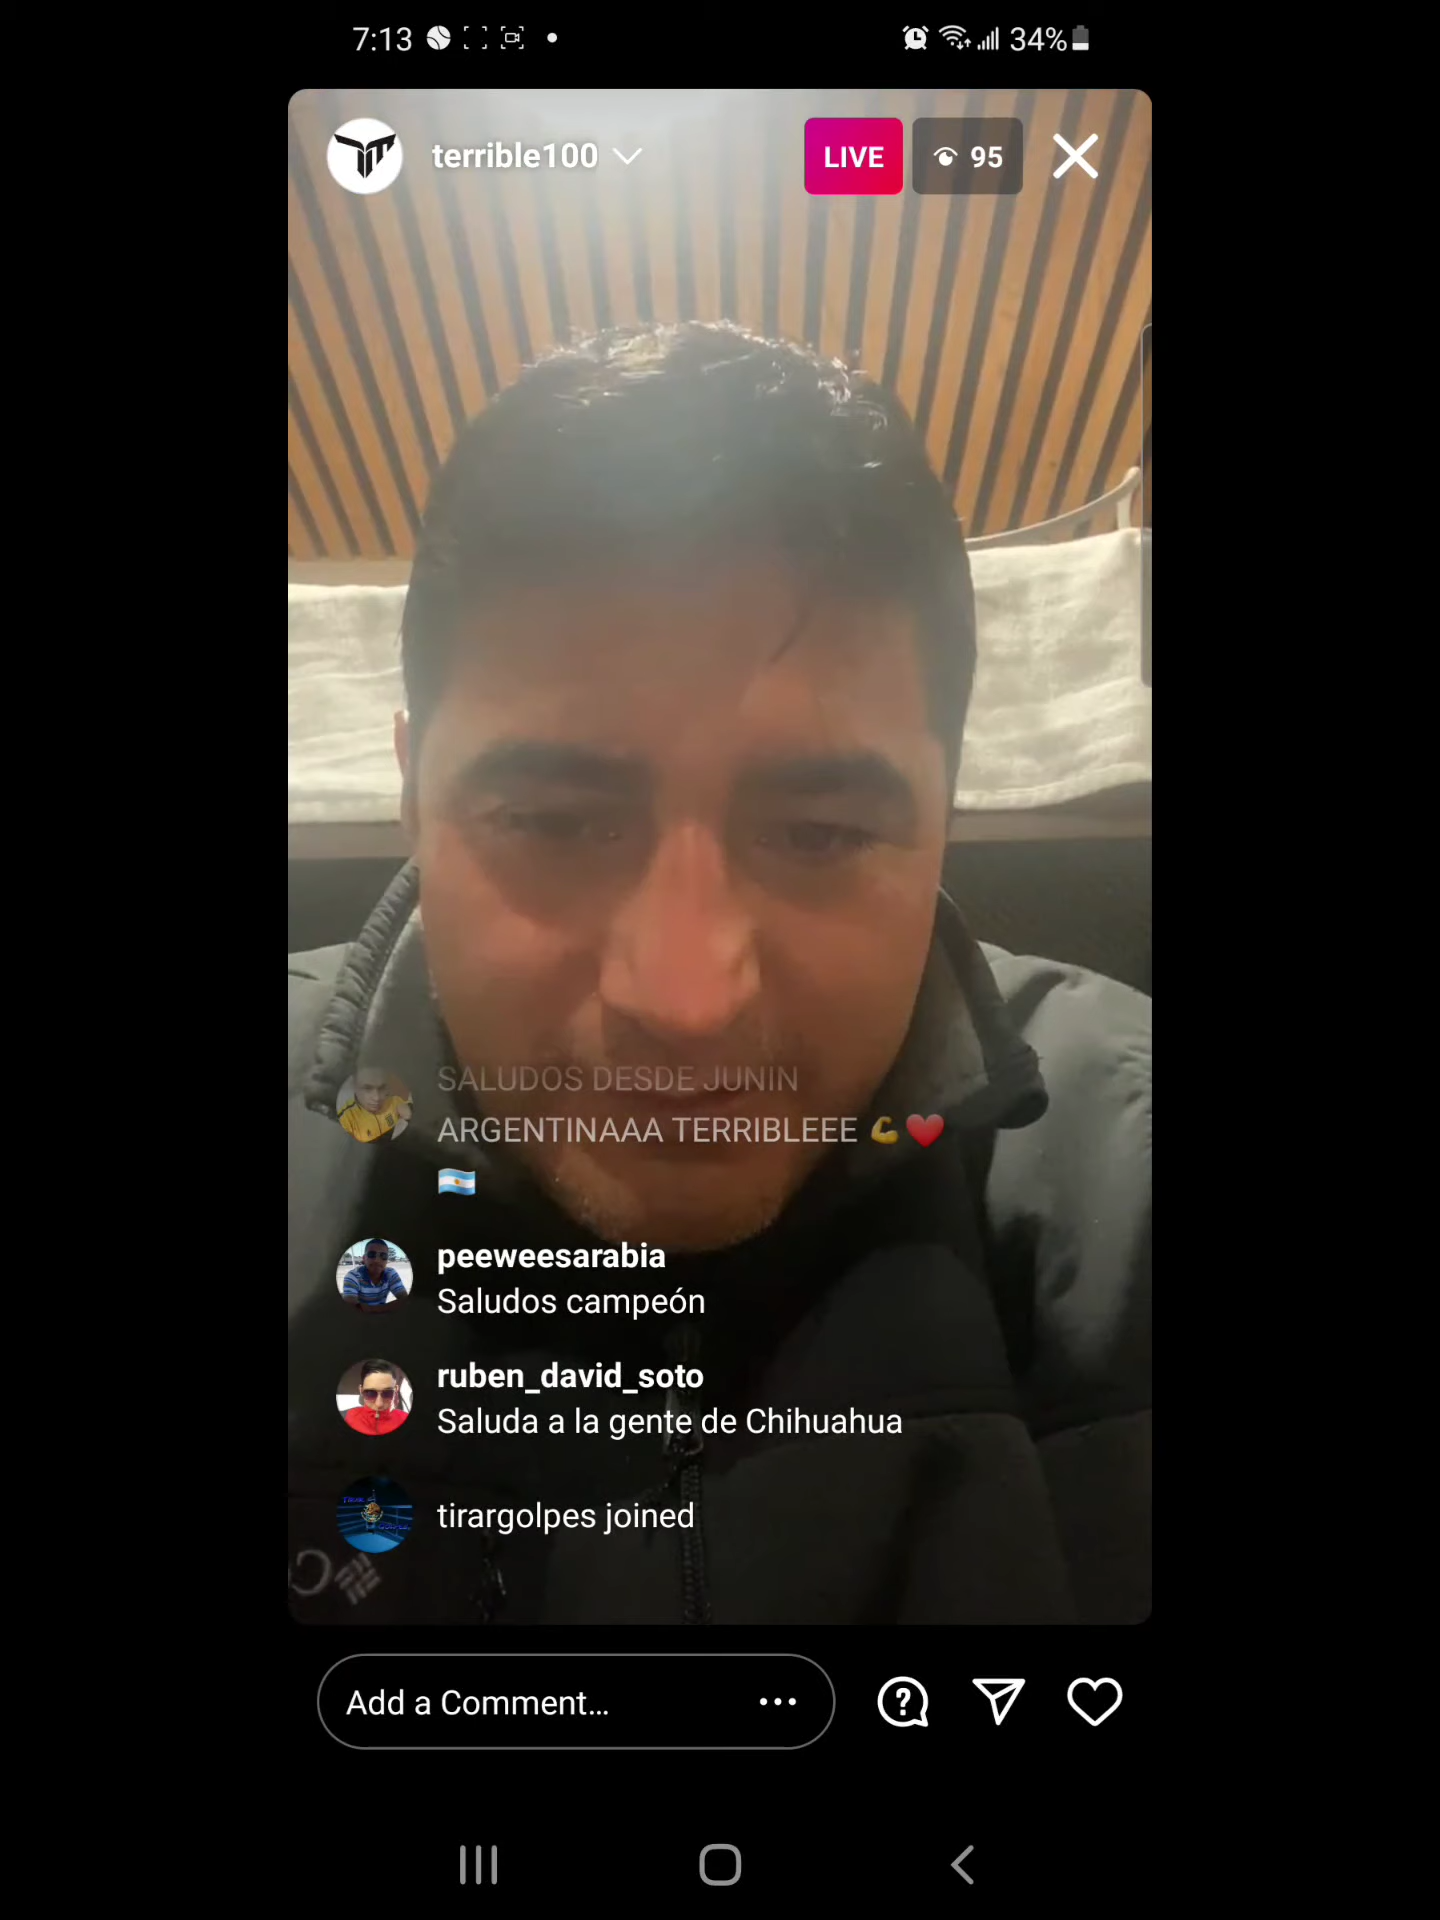 7:13
34%
terrible100
LIVE
95
SALUDOS DESDE JUNIN
ARGENTINAAA TERRIBLEEE 💪❤️
🇦🇷
peeweesarabia
Saludos campeón
ruben_david_soto
Saluda a la gente de Chihuahua
tirargolpes joined
Add a Comment...